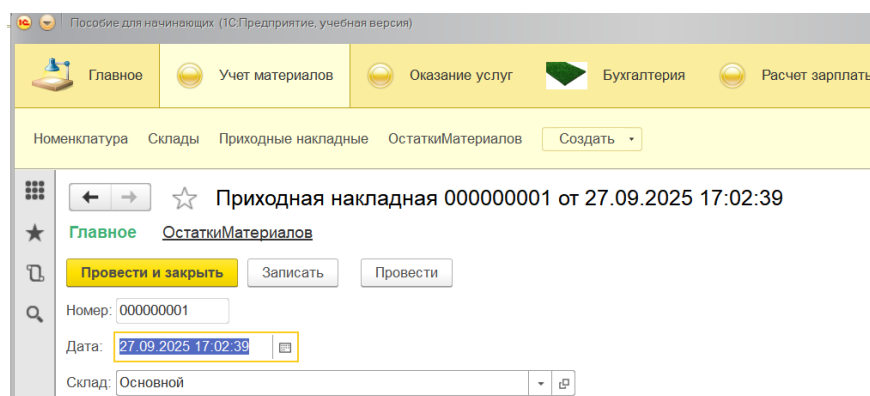 Пособие для начинающих (1С:Предприятие, учебная версия)
Главное Учет материалов Оказание услуг Бухгалтерия Расчет зарплаты
Номенклатура Склады Приходные накладные ОстаткиМатериалов Создать
Приходная накладная 000000001 от 27.09.2025 17:02:39
Главное ОстаткиМатериалов
Провести и закрыть Записать Провести
Номер: 000000001
Дата: 27.09.2025 17:02:39
Склад: Основной